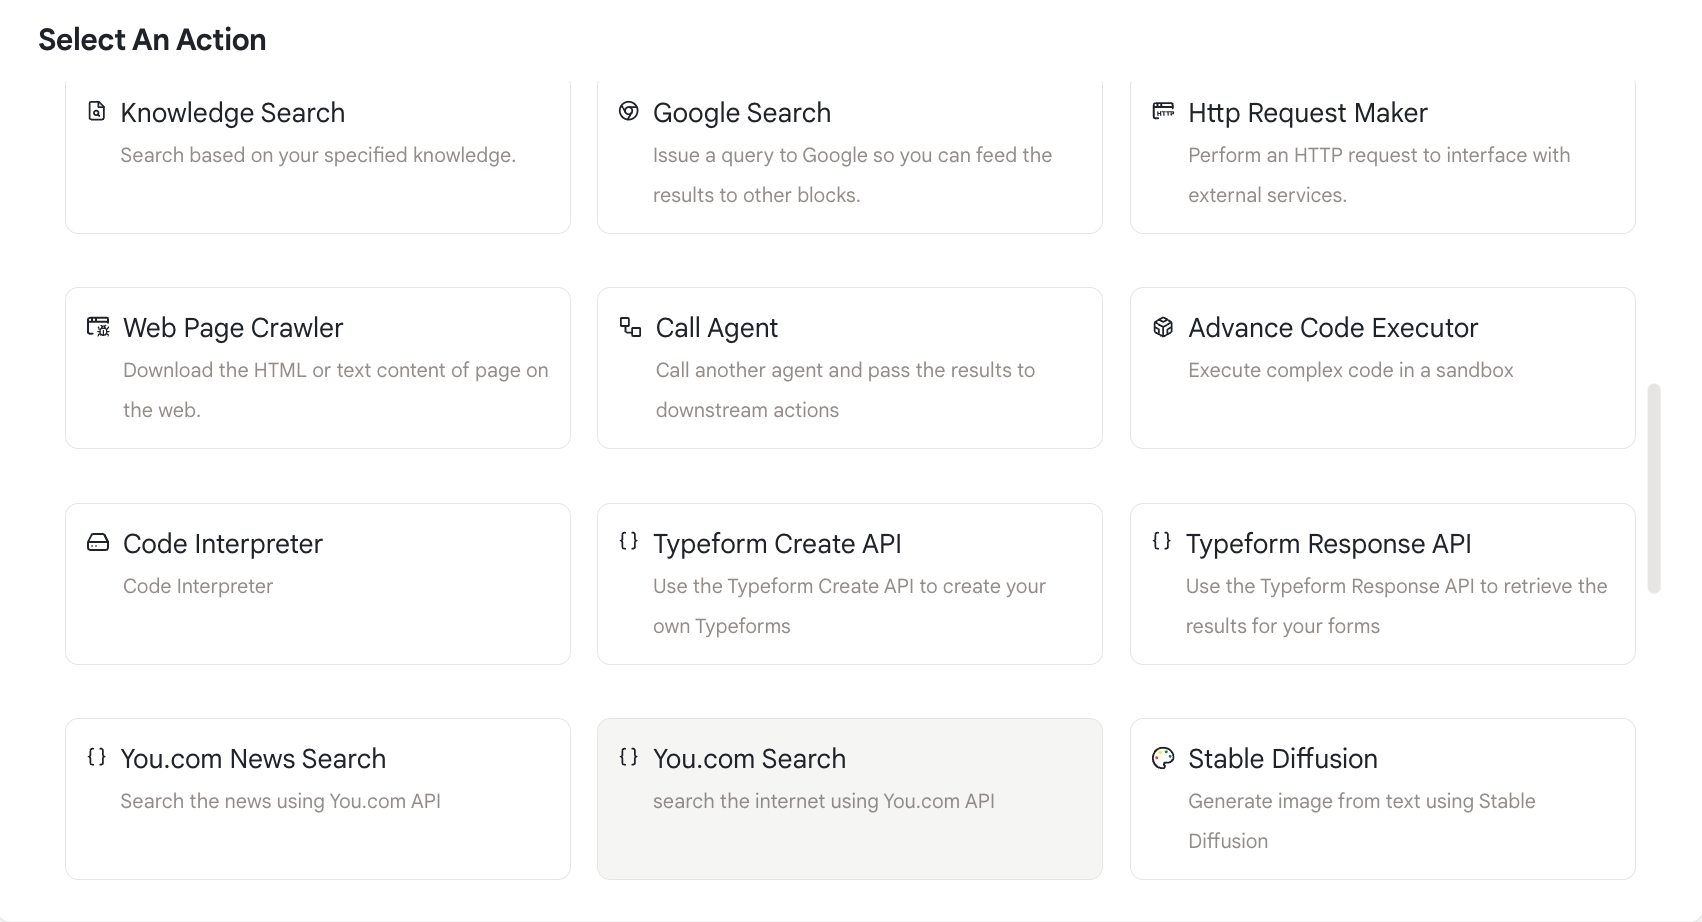 Select An Action
Knowledge Search
Search based on your specified knowledge.
Google Search
Issue a query to Google so you can feed the
results to other blocks.
Http Request Maker
Perform an HTTP request to interface with
external services.
Web Page Crawler
Download the HTML or text content of page on
the web.
Call Agent
Call another agent and pass the results to
downstream actions
Advance Code Executor
Execute complex code in a sandbox
Code Interpreter
Code Interpreter
Typeform Create API
Use the Typeform Create API to create your
own Typeforms
Typeform Response API
Use the Typeform Response API to retrieve the
results for your forms
You.com News Search
Search the news using You.com API
You.com Search
search the internet using You.com API
Stable Diffusion
Generate image from text using Stable
Diffusion